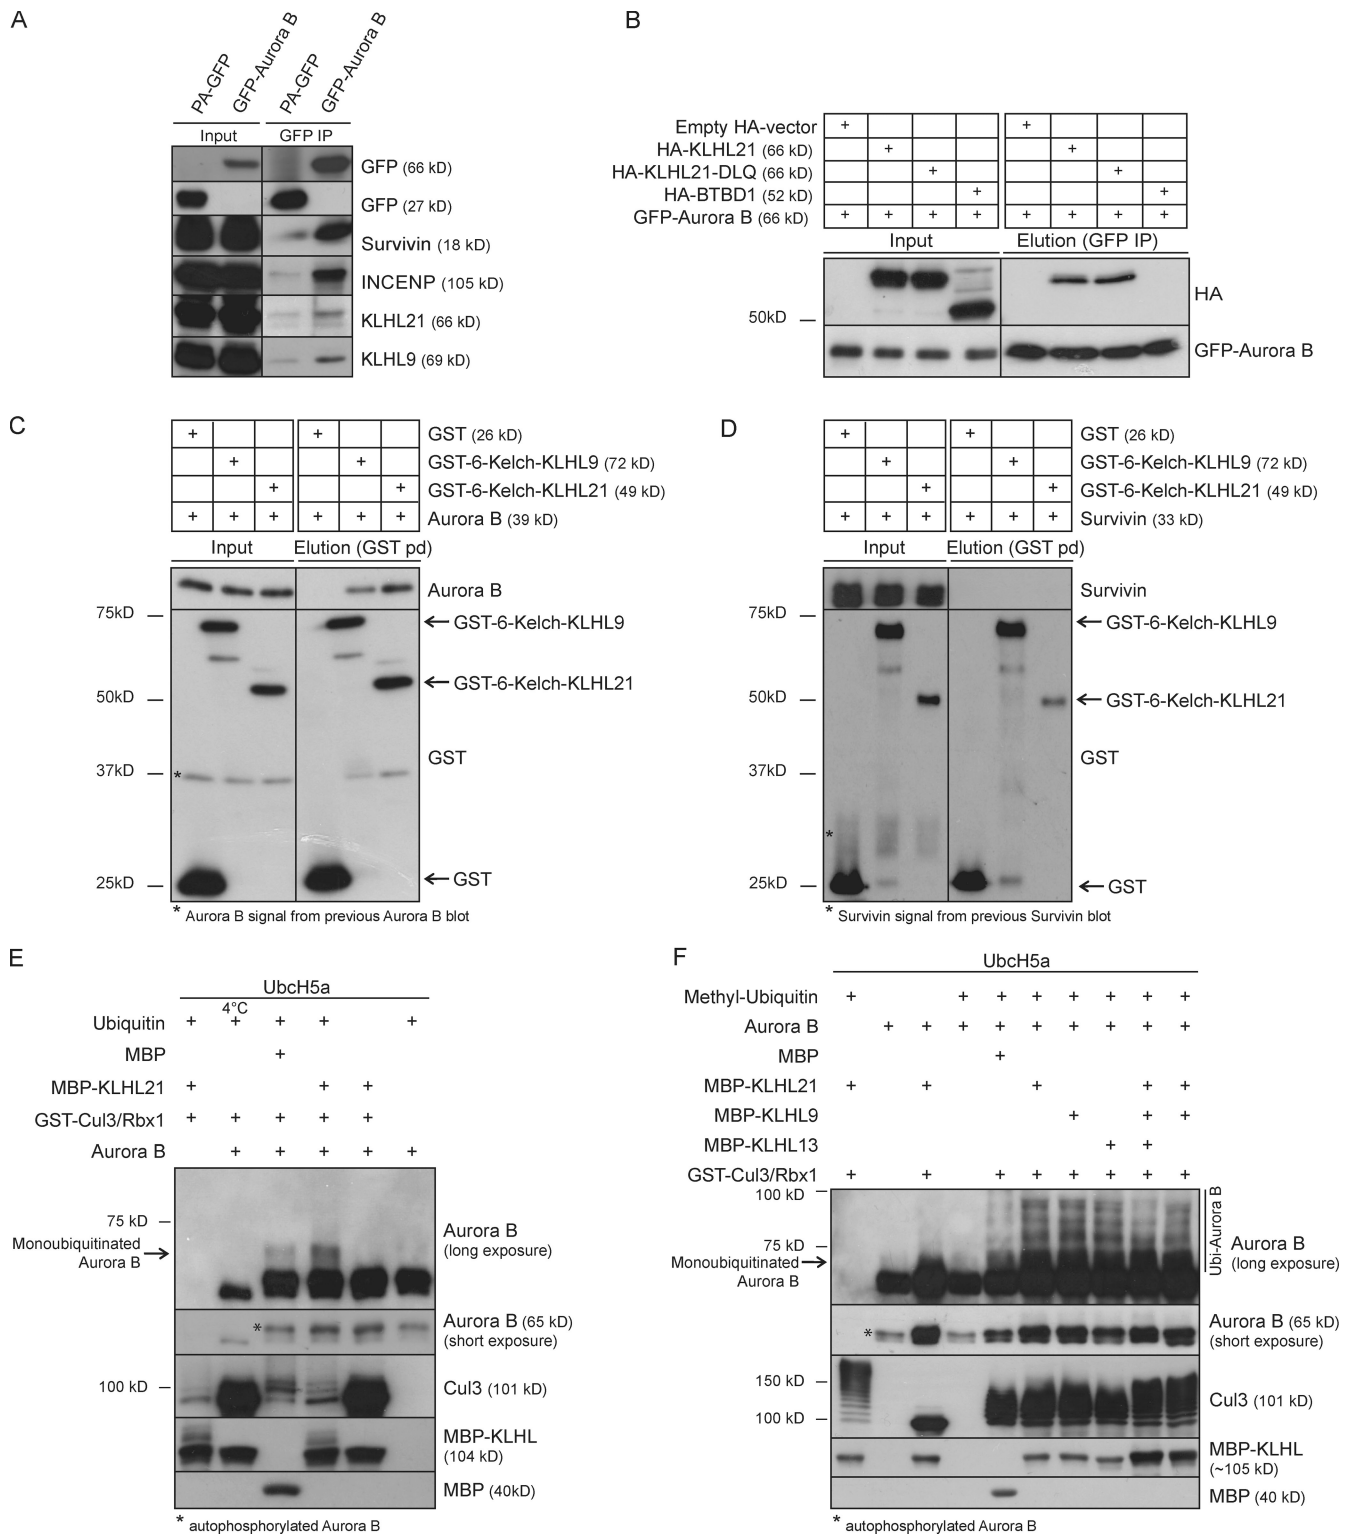 A
PA-GFP
GFP-Aurora B
PA-GFP
GFP-Aurora B
Input
GFP IP
GFP (66 kD)
GFP (27 kD)
Survivin (18 kD)
INCENP (105 kD)
KLHL21 (66 kD)
KLHL9 (69 kD)
B
Empty HA-vector + +
HA-KLHL21 (66 kD) + +
HA-KLHL21-DLQ (66 kD) + +
HA-BTBD1 (52 kD) + +
GFP-Aurora B (66 kD) + + + + + + + +
Input
Elution (GFP IP)
HA
50kD
GFP-Aurora B
C
+ + GST (26 kD)
+ + GST-6-Kelch-KLHL9 (72 kD)
+ + GST-6-Kelch-KLHL21 (49 kD)
+ + + + + + Aurora B (39 kD)
Input
Elution (GST pd)
Aurora B
75kD
GST-6-Kelch-KLHL9
GST-6-Kelch-KLHL21
50kD
GST
37kD
*
25kD
GST
* Aurora B signal from previous Aurora B blot
D
+ + GST (26 kD)
+ + GST-6-Kelch-KLHL9 (72 kD)
+ + GST-6-Kelch-KLHL21 (49 kD)
+ + + + + + Survivin (33 kD)
Input
Elution (GST pd)
Survivin
75kD
GST-6-Kelch-KLHL9
50kD
GST-6-Kelch-KLHL21
GST
37kD
*
25kD
GST
* Survivin signal from previous Survivin blot
E
UbcH5a
4°C
Ubiquitin + + + + +
MBP +
MBP-KLHL21 + + +
GST-Cul3/Rbx1 + + + + +
Aurora B + + + + +
75 kD
Monoubiquitinated
Aurora B
Aurora B
(long exposure)
*
Aurora B (65 kD)
(short exposure)
100 kD
Cul3 (101 kD)
MBP-KLHL
(104 kD)
MBP (40kD)
* autophosphorylated Aurora B
F
UbcH5a
Methyl-Ubiquitin + + + + + + + +
Aurora B + + + + + + + + +
MBP +
MBP-KLHL21 + + + + +
MBP-KLHL9 + + +
MBP-KLHL13 + +
GST-Cul3/Rbx1 + + + + + + + +
100 kD
75 kD
Monoubiquitinated
Aurora B
Ubi-Aurora B
Aurora B
(long exposure)
*
Aurora B (65 kD)
(short exposure)
150 kD
100 kD
Cul3 (101 kD)
MBP-KLHL
(~105 kD)
MBP (40 kD)
* autophosphorylated Aurora B